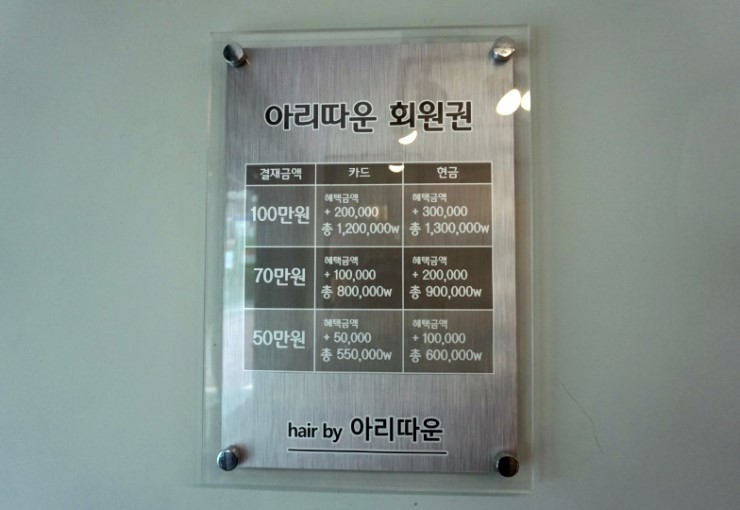 아리따운 회원권
결재금액 카드 현금
100만원
혜택금액
+ 200,000
총 1,200,000w
혜택금액
+ 300,000
총 1,300,000w
70만원
혜택금액
+ 100,000
총 800,000w
혜택금액
+ 200,000
총 900,000w
50만원
혜택금액
+ 50,000
총 550,000w
혜택금액
+ 100,000
총 600,000w
hair by 아리따운